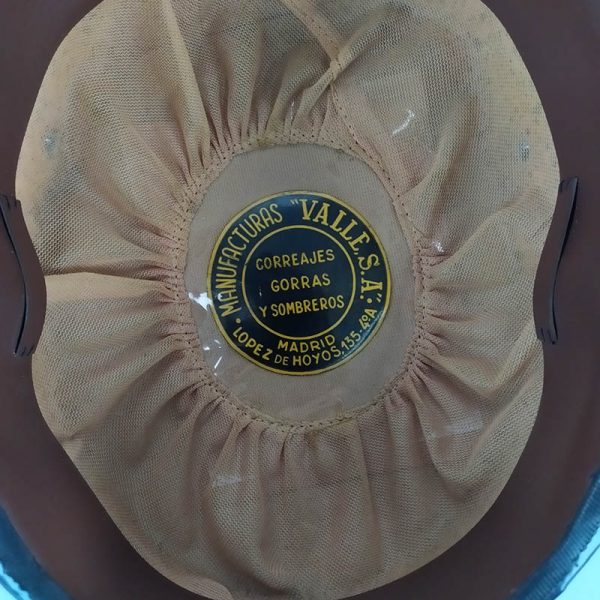 MANUFACTURAS "VALLE, S.A."
CORREAJES
GORRAS
Y SOMBREROS
MADRID
LOPEZ DE HOYOS, 135-4ºA